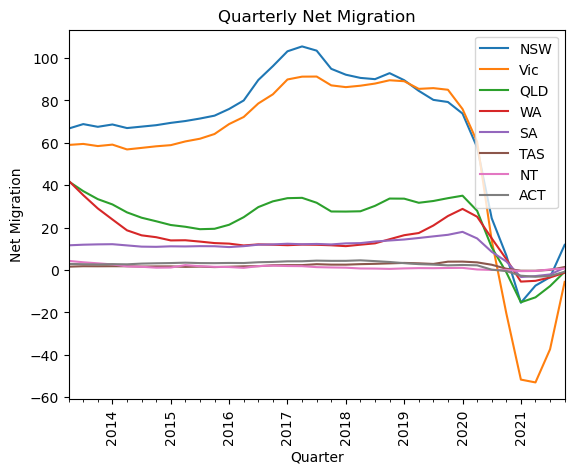 Quarterly Net Migration
NSW
Vic
QLD
WA
SA
TAS
NT
ACT
Net Migration
100
80
60
40
20
0
−20
−40
−60
2014
2015
2016
2017
2018
2019
2020
2021
Quarter